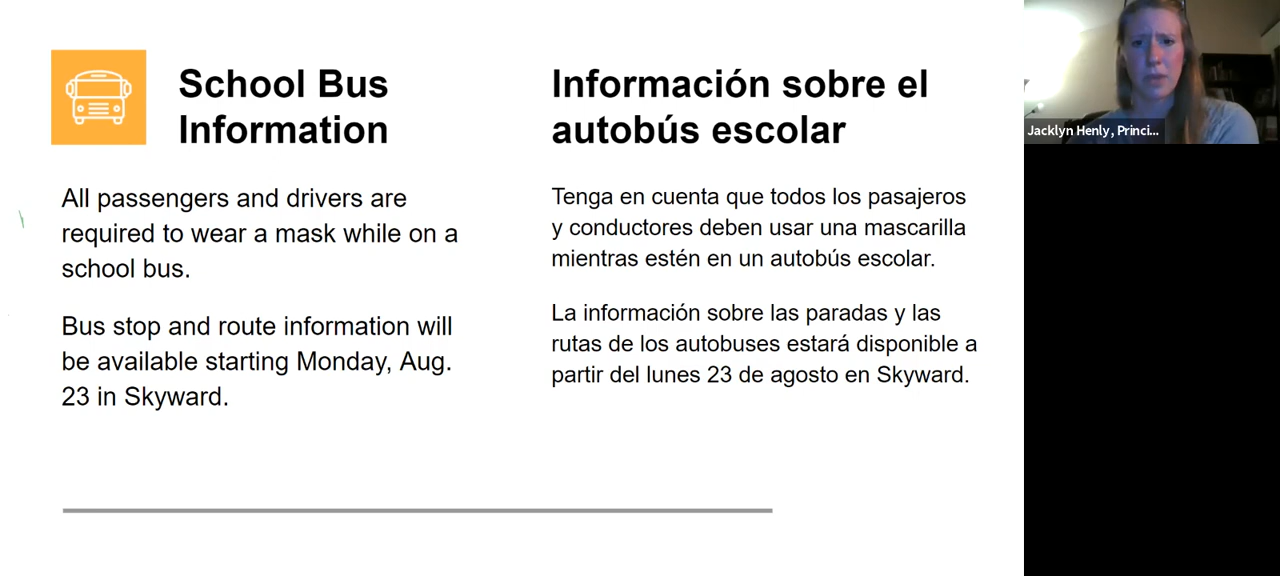 School Bus
Information
All passengers and drivers are
required to wear a mask while on a
school bus.
Bus stop and route information will
be available starting Monday, Aug.
23 in Skyward.
Información sobre el
autobús escolar
Tenga en cuenta que todos los pasajeros
y conductores deben usar una mascarilla
mientras estén en un autobús escolar.
La información sobre las paradas y las
rutas de los autobuses estará disponible a
partir del lunes 23 de agosto en Skyward.
Jacklyn Henly, Princi...